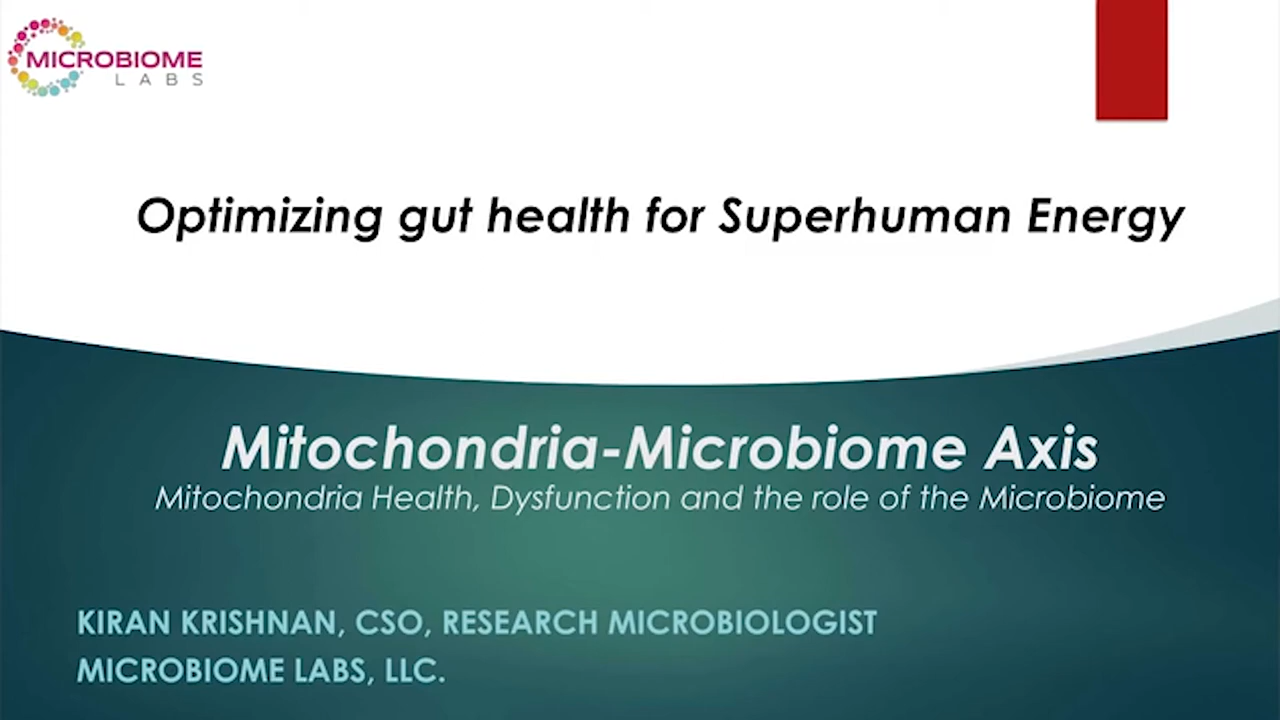 MICROBIOME
LABS
Optimizing gut health for Superhuman Energy
Mitochondria-Microbiome Axis
Mitochondria Health, Dysfunction and the role of the Microbiome
KIRAN KRISHNAN, CSO, RESEARCH MICROBIOLOGIST
MICROBIOME LABS, LLC.